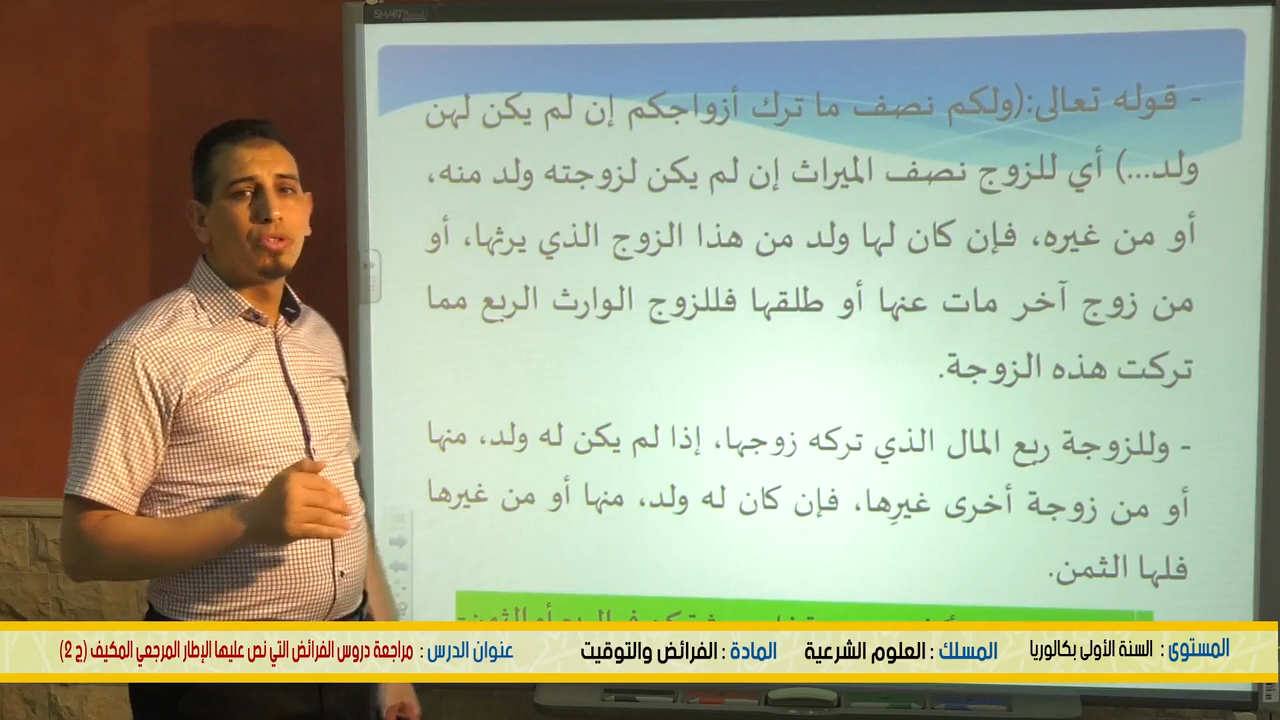 SMART Board
- قوله تعالى:(ولكم نصف ما ترك أزواجكم إن لم يكن لهن
ولد...) أي للزوج نصف الميراث إن لم يكن لزوجته ولد منه،
أو من غيره، فإن كان لها ولد من هذا الزوج الذي يرثها، أو
من زوج آخر مات عنها أو طلقها فللزوج الوارث الربع مما
تركت هذه الزوجة.
- وللزوجة ربع المال الذي تركه زوجها، إذا لم يكن له ولد، منها
أو من زوجة أخرى غيرِها، فإن كان له ولد، منها أو من غيرها
فلها الثمن.
المستوى : السنة الأولى بكالوريا المسلك : العلوم الشرعية المادة : الفرائض والتوقيت عنوان الدرس : مراجعة دروس الفرائض التي نص عليها الإطار المرجعي المكيف (ج 2)